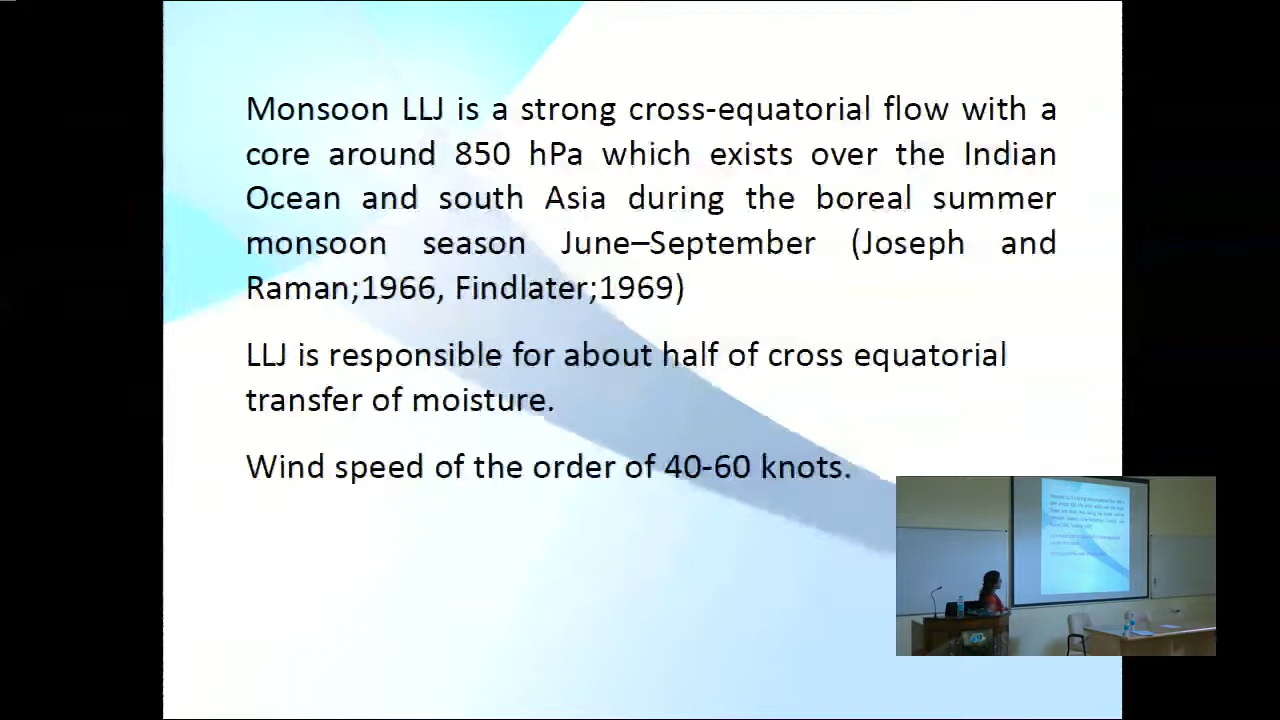 Monsoon LLJ is a strong cross-equatorial flow with a
core around 850 hPa which exists over the Indian
Ocean and south Asia during the boreal summer
monsoon season June–September (Joseph and
Raman;1966, Findlater;1969)
LLJ is responsible for about half of cross equatorial
transfer of moisture.
Wind speed of the order of 40-60 knots.